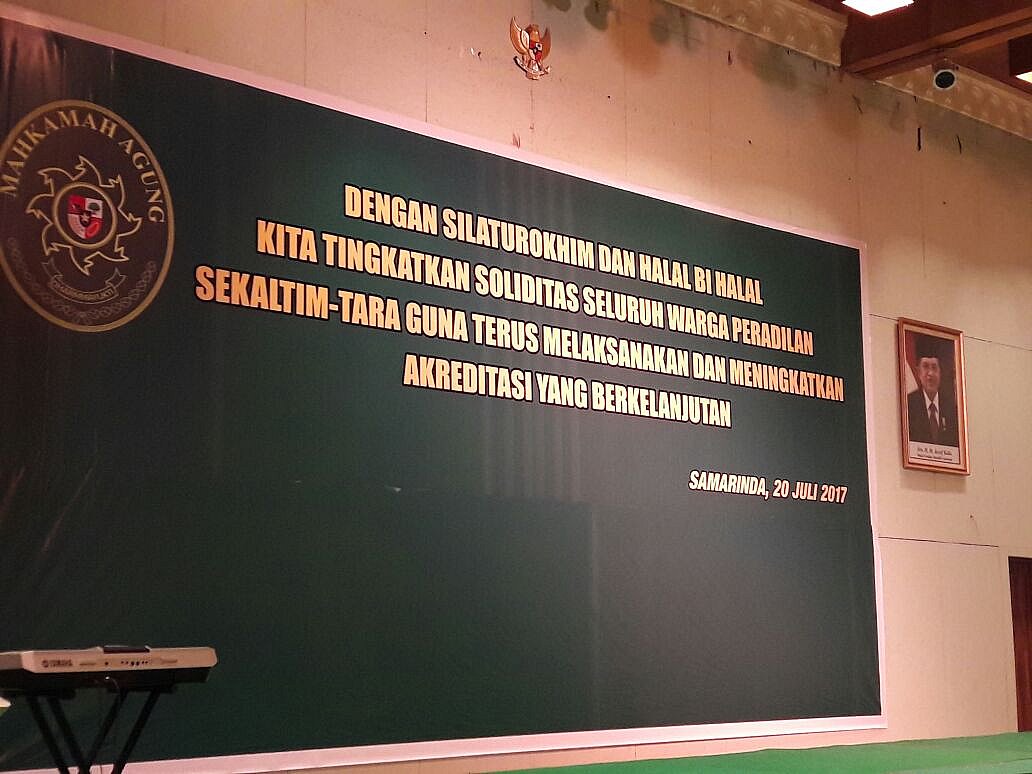 MAHKAMAH AGUNG
DENGAN SILATUROKHIM DAN HALAL BI HALAL
KITA TINGKATKAN SOLIDITAS SELURUH WARGA PERADILAN
SEKALTIM-TARA GUNA TERUS MELAKSANAKAN DAN MENINGKATKAN
AKREDITASI YANG BERKELANJUTAN
SAMARINDA, 20 JULI 2017
YAMAHA